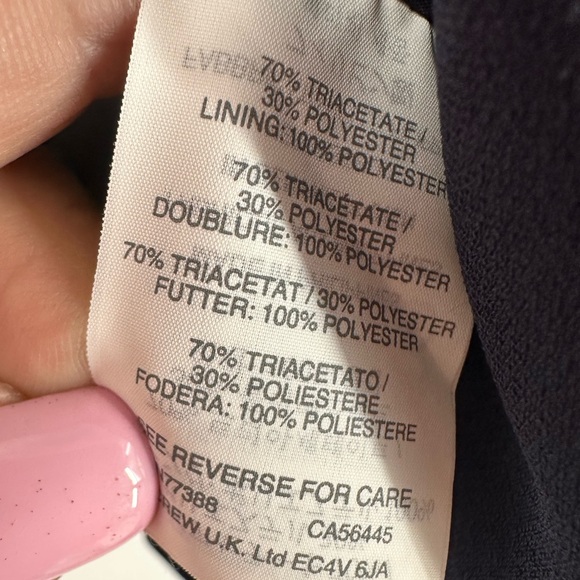 70% TRIACETATE /
30% POLYESTER
LINING: 100% POLYESTER
70% TRIACÉTATE /
30% POLYESTER
DOUBLURE: 100% POLYESTER
70% TRIACETAT / 30% POLYESTER
FUTTER: 100% POLYESTER
70% TRIACETATO /
30% POLIESTERE
FODERA: 100% POLIESTERE
SEE REVERSE FOR CARE
77388 CA56445
REW U.K. Ltd EC4V 6JA